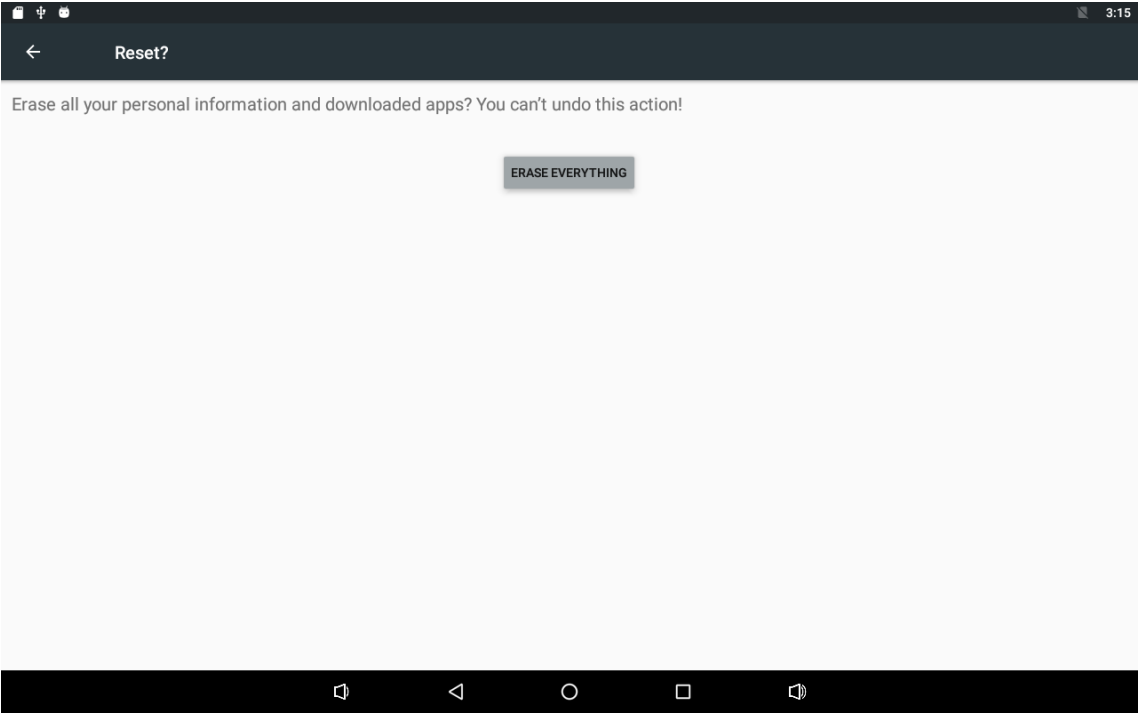 3:15
Reset?
Erase all your personal information and downloaded apps? You can't undo this action!
ERASE EVERYTHING